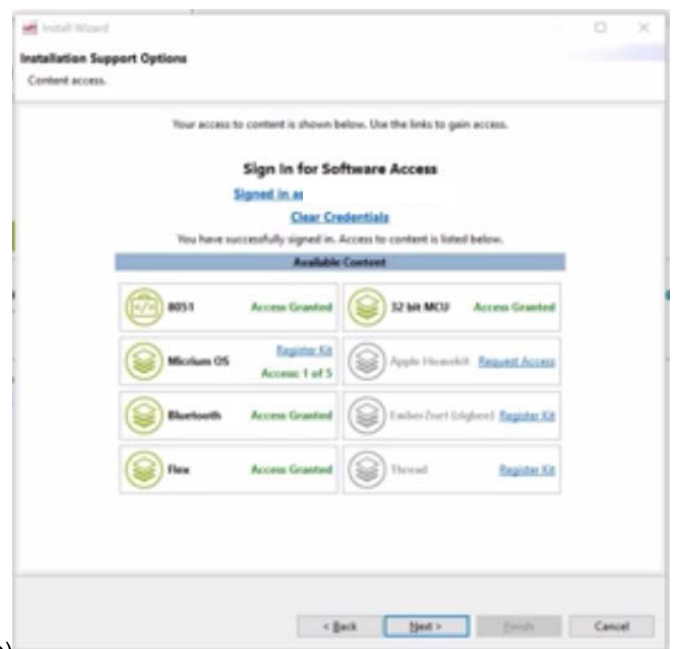 Install Wizard
Installation Support Options
Content access.
Your access to content is shown below. Use the links to gain access.
Sign In for Software Access
Signed in as
Clear Credentials
You have successfully signed in. Access to content is listed below.
Available Content
8051 Access Granted
32 bit MCU Access Granted
Micrium OS Register Kit
Access: 1 of 5
Apple HomeKit Request Access
Bluetooth Access Granted
EmberZnet (zigbee) Register Kit
Flex Access Granted
Thread Register Kit
< Back Next > Finish Cancel